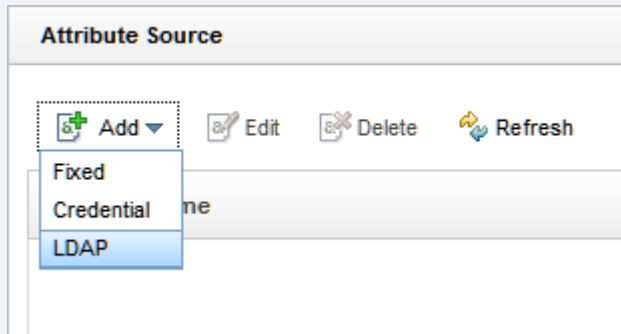 Attribute Source
Add Edit Delete Refresh
Fixed
Credential
me
LDAP